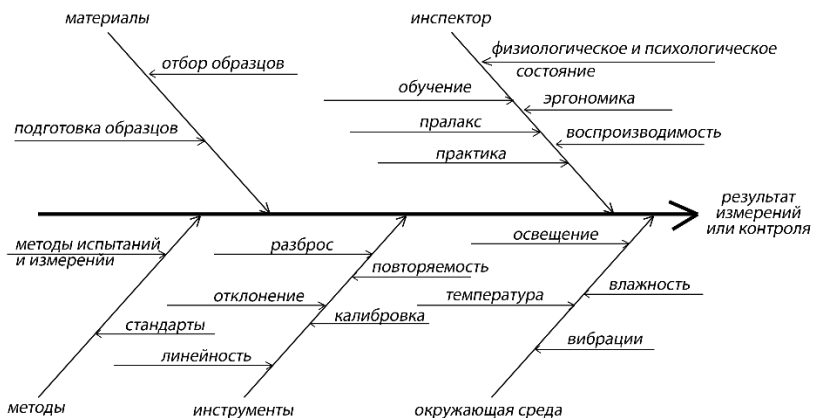 материалы
инспектор
отбор образцов
подготовка образцов
физиологическое и психологическое
состояние
обучение
эргономика
пралакс
воспроизводимость
практика
результат
измерений
или контроля
методы испытаний
и измерений
стандарты
разброс
повторяемость
отклонение
калибровка
линейность
освещение
влажность
температура
вибрации
методы
инструменты
окружающая среда